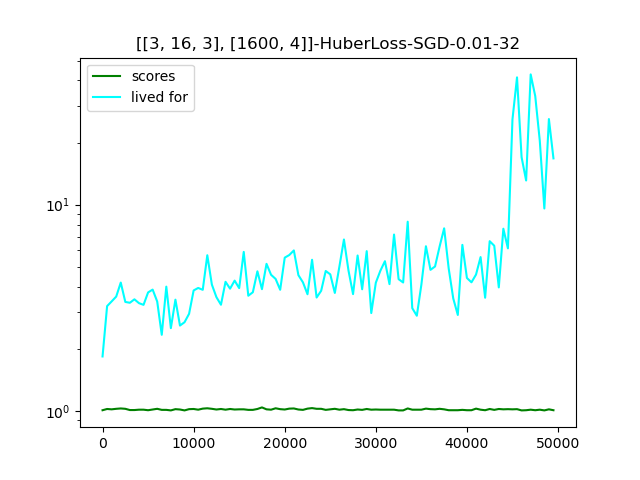 [[3, 16, 3], [1600, 4]]-HuberLoss-SGD-0.01-32
scores
lived for
10¹
10⁰
0 10000 20000 30000 40000 50000